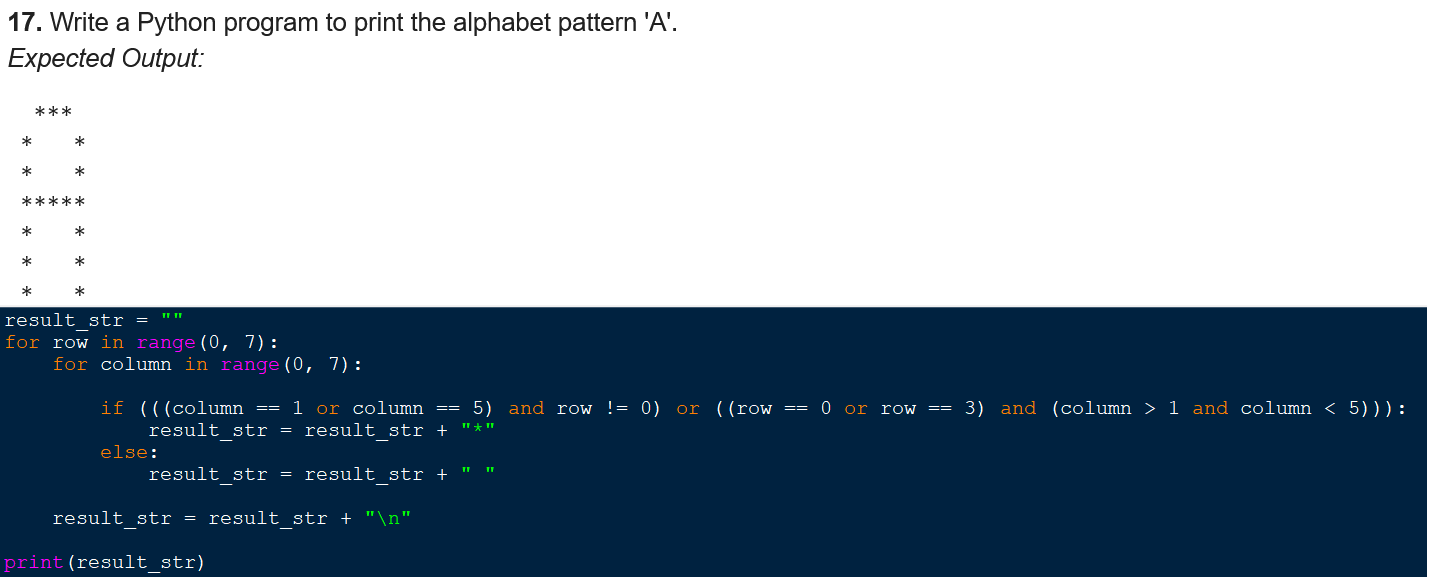 17. Write a Python program to print the alphabet pattern 'A'.
Expected Output:
  ***
 *   *
 *   *
 *****
 *   *
 *   *
 *   *
result_str = ""
for row in range(0, 7):
    for column in range(0, 7):
        if (((column == 1 or column == 5) and row != 0) or ((row == 0 or row == 3) and (column > 1 and column < 5))):
            result_str = result_str + "*"
        else:
            result_str = result_str + " "
    result_str = result_str + "\n"
print(result_str)